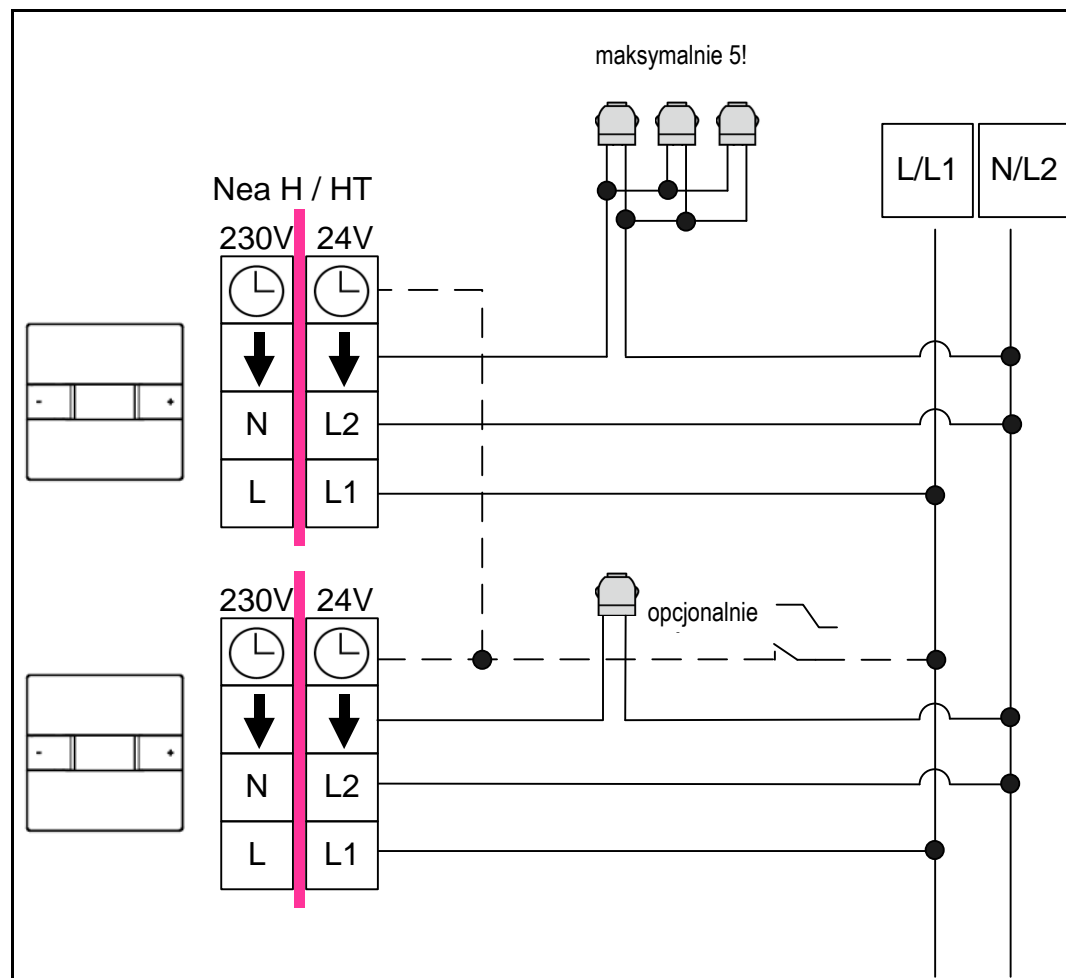 maksymalnie 5!
L/L1 N/L2
Nea H / HT
230V 24V
- +
N L2
L L1
230V 24V
opcjonalnie
- +
N L2
L L1